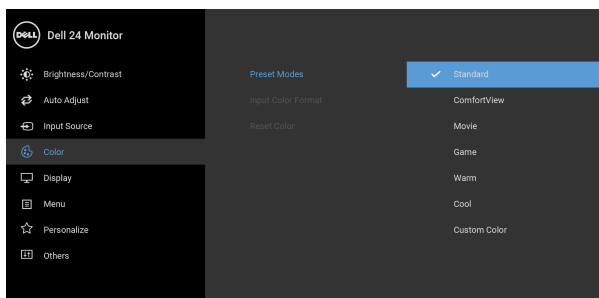 DELL Dell 24 Monitor
Brightness/Contrast
Auto Adjust
Input Source
Color
Display
Menu
Personalize
Others
Preset Modes
Input Color Format
Reset Color
Standard
ComfortView
Movie
Game
Warm
Cool
Custom Color